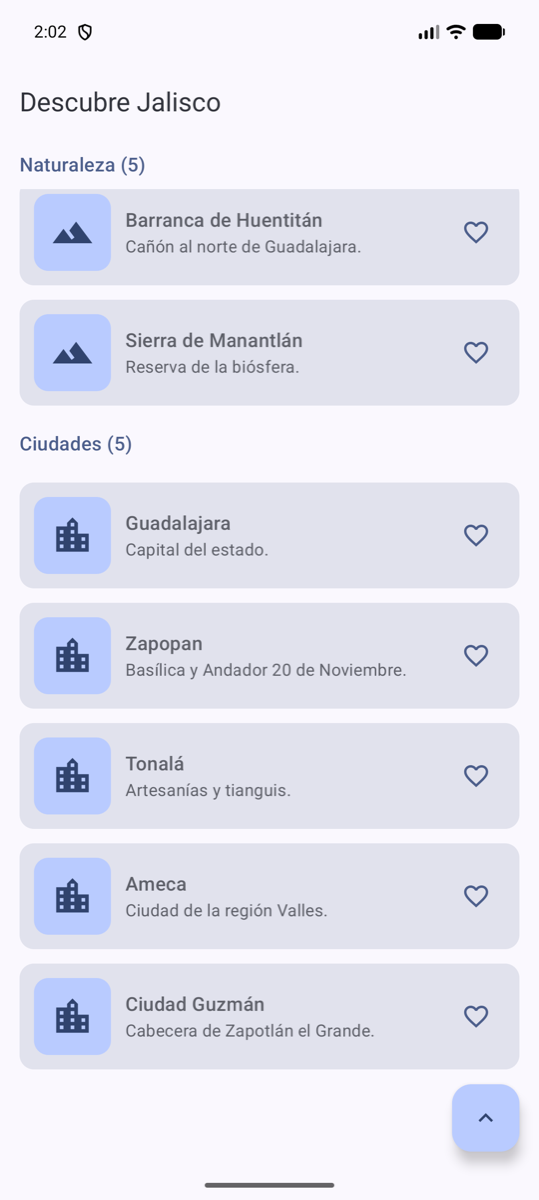 2:02
Descubre Jalisco
Naturaleza (5)
Barranca de Huentitán
Cañón al norte de Guadalajara.
Sierra de Manantlán
Reserva de la biósfera.
Ciudades (5)
Guadalajara
Capital del estado.
Zapopan
Basílica y Andador 20 de Noviembre.
Tonalá
Artesanías y tianguis.
Ameca
Ciudad de la región Valles.
Ciudad Guzmán
Cabecera de Zapotlán el Grande.